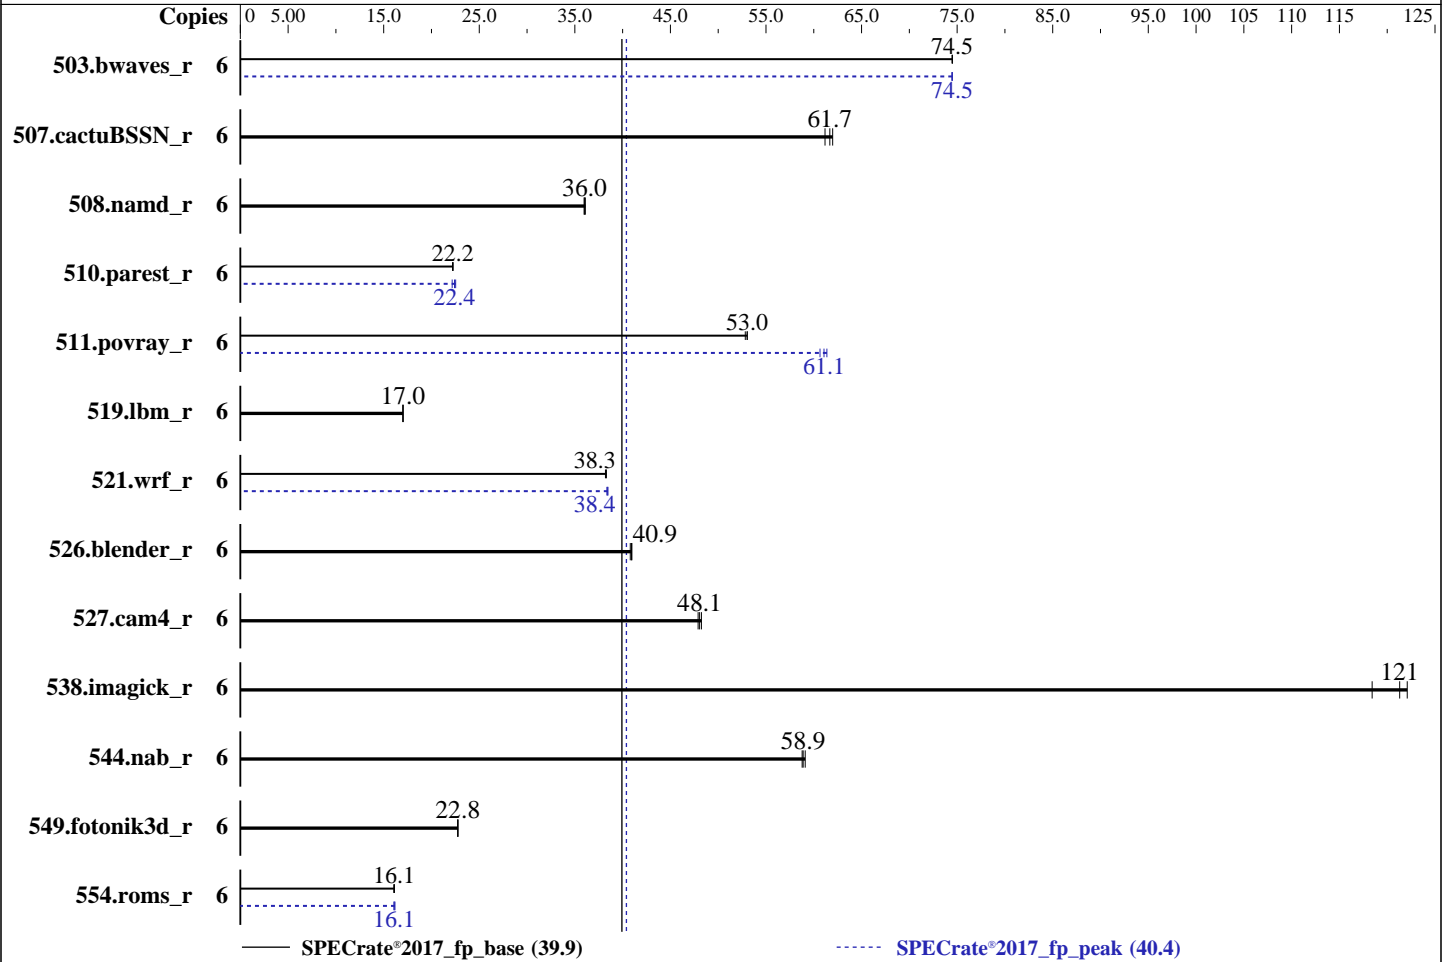 Copies 0 5.00 15.0 25.0 35.0 45.0 55.0 65.0 75.0 85.0 95.0 100 105 110 115 125
74.5
503.bwaves_r 6
74.5
61.7
507.cactuBSSN_r 6
36.0
508.namd_r 6
22.2
510.parest_r 6
22.4
53.0
511.povray_r 6
61.1
17.0
519.lbm_r 6
38.3
521.wrf_r 6
38.4
40.9
526.blender_r 6
48.1
527.cam4_r 6
121
538.imagick_r 6
58.9
544.nab_r 6
22.8
549.fotonik3d_r 6
16.1
554.roms_r 6
16.1
SPECrate®2017_fp_base (39.9) SPECrate®2017_fp_peak (40.4)